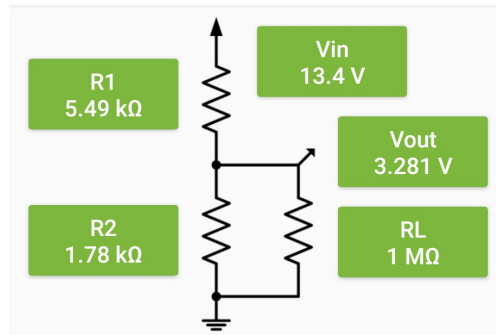 Vin
13.4 V
R1
5.49 kΩ
Vout
3.281 V
R2
1.78 kΩ
RL
1 MΩ